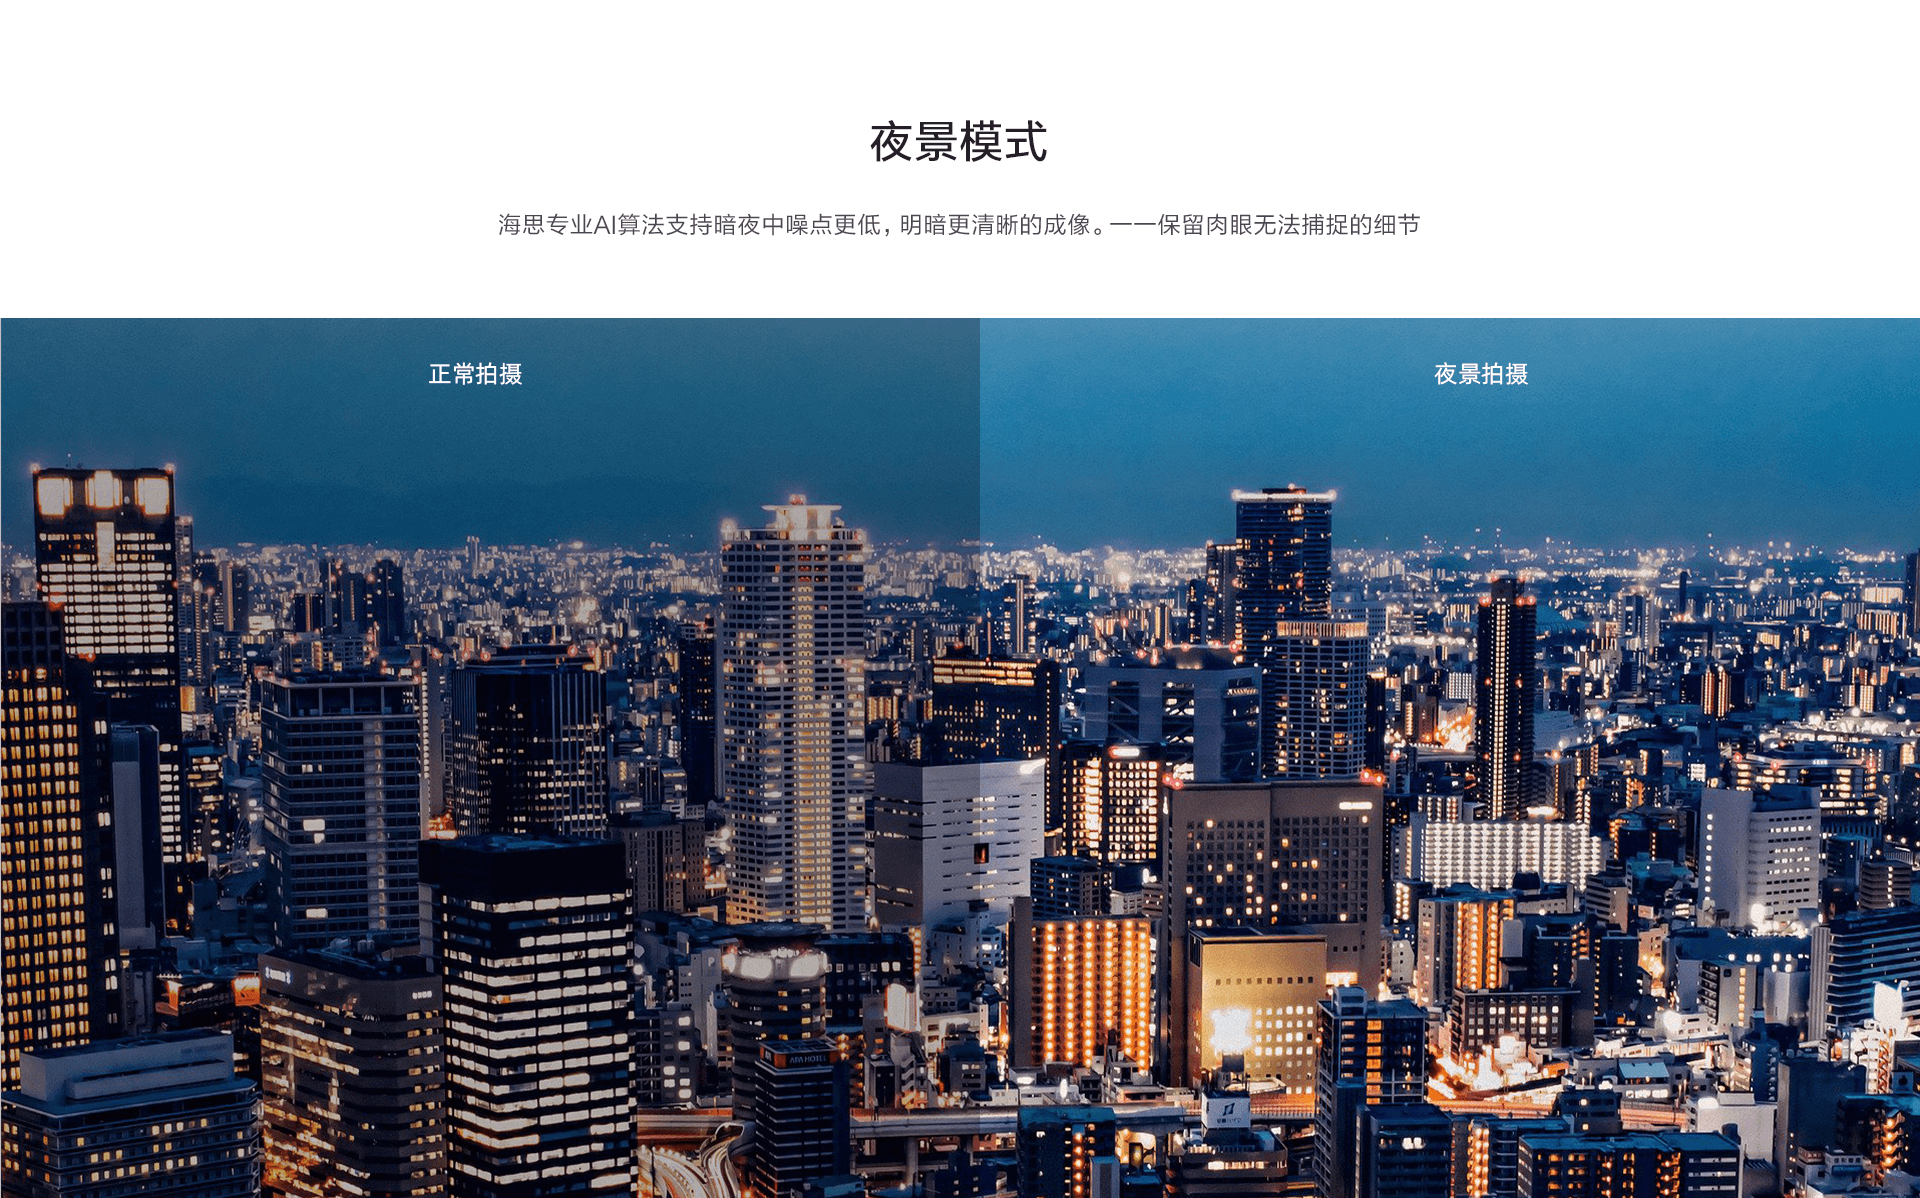 夜景模式
海思专业AI算法支持暗夜中噪点更低，明暗更清晰的成像。一一保留肉眼无法捕捉的细节
正常拍摄
夜景拍摄
APA HOTEL